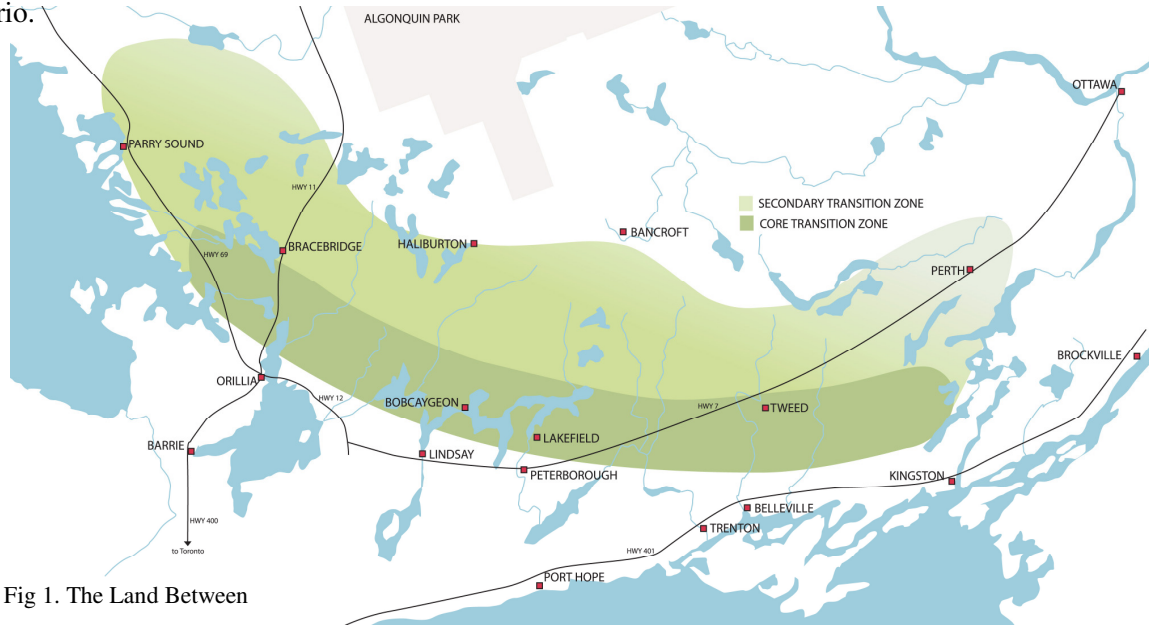 rio.
ALGONQUIN PARK
OTTAWA
PARRY SOUND
HWY 11
SECONDARY TRANSITION ZONE
CORE TRANSITION ZONE
BANCROFT
HALIBURTON
BRACEBRIDGE
HWY 69
PERTH
BROCKVILLE
ORILLIA
HWY 12
BOBCAYGEON
HWY 7
TWEED
LAKEFIELD
BARRIE
LINDSAY
PETERBOROUGH
KINGSTON
BELLEVILLE
HWY 400
TRENTON
to Toronto
HWY 401
PORT HOPE
Fig 1. The Land Between